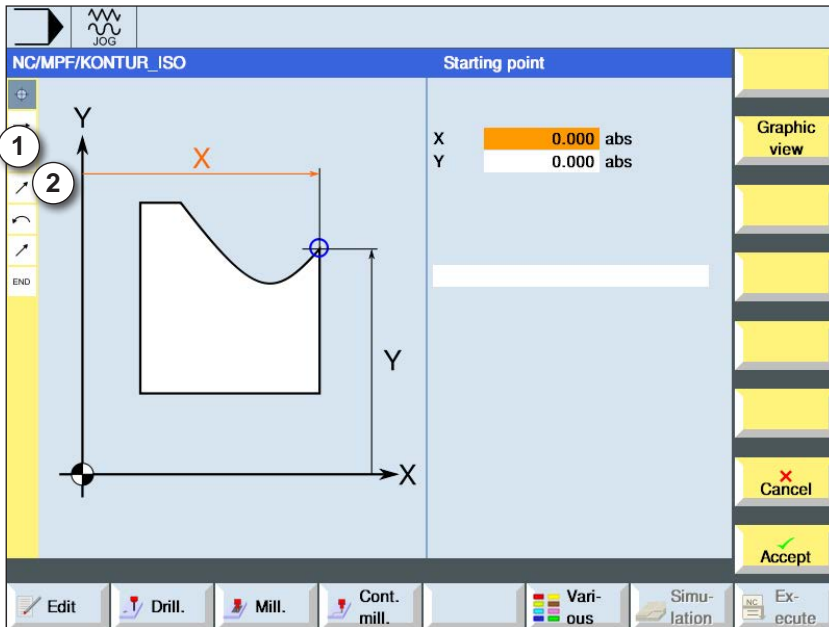 JOG
NC/MPF/KONTUR_ISO
Starting point
1
2
END
Y
X
Y
X
X 0.000 abs
Y 0.000 abs
Graphic
view
Cancel
Accept
Edit
Drill.
Mill.
Cont.
mill.
Vari-
ous
Simu-
lation
NC
Ex-
ecute